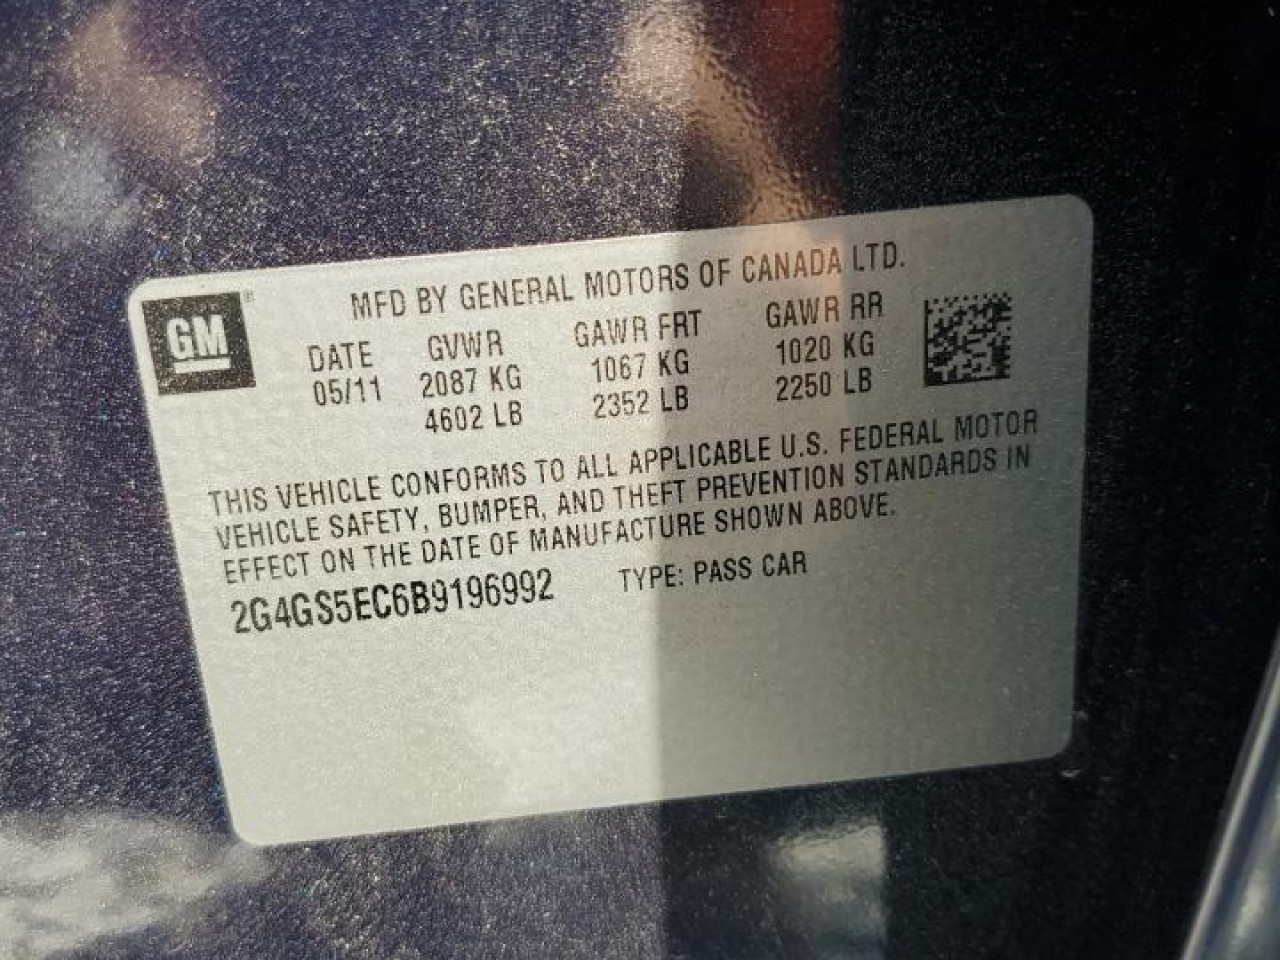 GM
MFD BY GENERAL MOTORS OF CANADA LTD.
DATE GVWR GAWR FRT GAWR RR
05/11 2087 KG 1067 KG 1020 KG
4602 LB 2352 LB 2250 LB
THIS VEHICLE CONFORMS TO ALL APPLICABLE U.S. FEDERAL MOTOR
VEHICLE SAFETY, BUMPER, AND THEFT PREVENTION STANDARDS IN
EFFECT ON THE DATE OF MANUFACTURE SHOWN ABOVE.
2G4GS5EC6B9196992 TYPE: PASS CAR